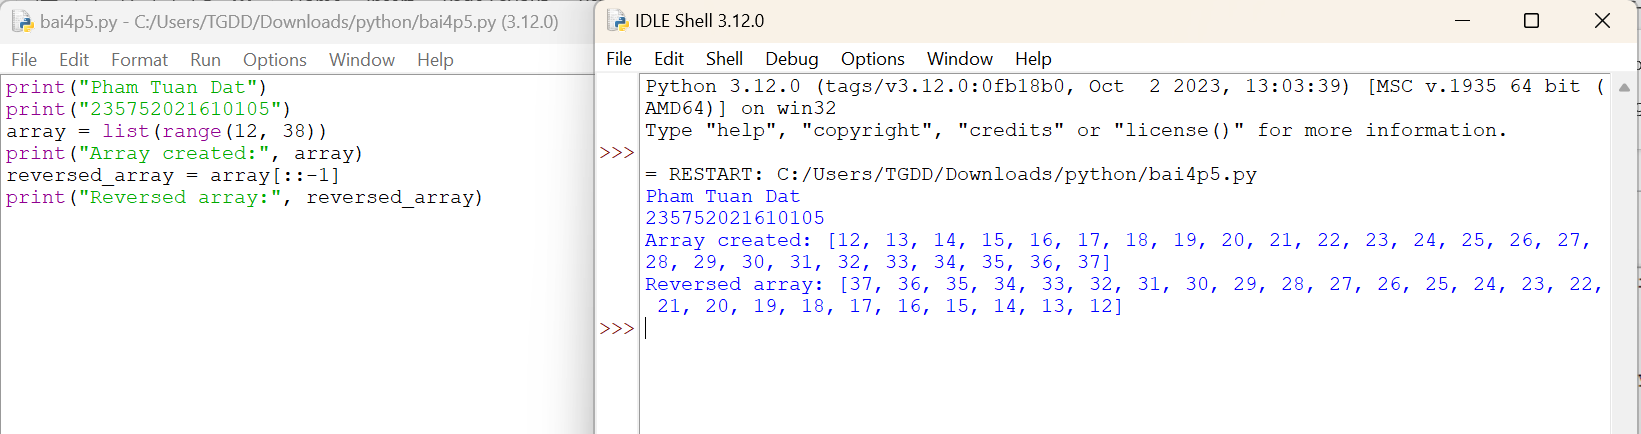 bai4p5.py - C:/Users/TGDD/Downloads/python/bai4p5.py (3.12.0)
File Edit Format Run Options Window Help
print("Pham Tuan Dat")
print("235752021610105")
array = list(range(12, 38))
print("Array created:", array)
reversed_array = array[::-1]
print("Reversed array:", reversed_array)
IDLE Shell 3.12.0
File Edit Shell Debug Options Window Help
Python 3.12.0 (tags/v3.12.0:0fb18b0, Oct  2 2023, 13:03:39) [MSC v.1935 64 bit (
AMD64)] on win32
Type "help", "copyright", "credits" or "license()" for more information.
>>>
= RESTART: C:/Users/TGDD/Downloads/python/bai4p5.py
Pham Tuan Dat
235752021610105
Array created: [12, 13, 14, 15, 16, 17, 18, 19, 20, 21, 22, 23, 24, 25, 26, 27,
28, 29, 30, 31, 32, 33, 34, 35, 36, 37]
Reversed array: [37, 36, 35, 34, 33, 32, 31, 30, 29, 28, 27, 26, 25, 24, 23, 22,
21, 20, 19, 18, 17, 16, 15, 14, 13, 12]
>>>